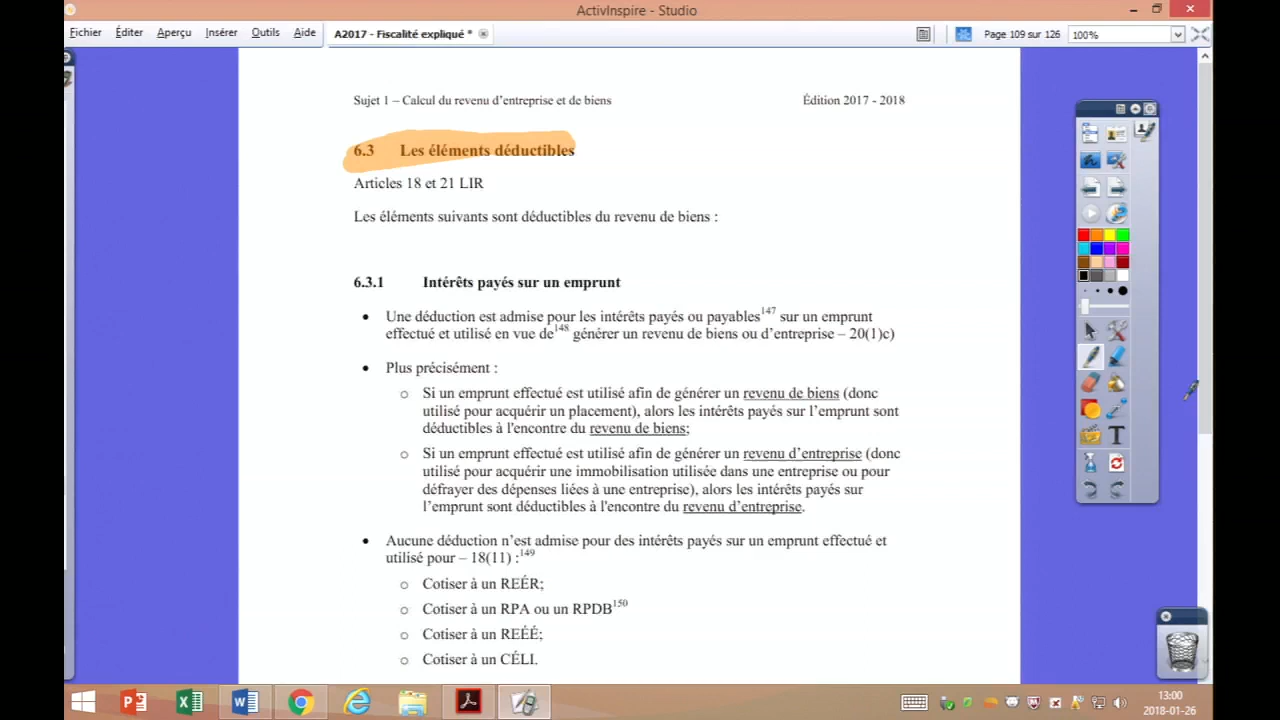 ActivInspire - Studio
Fichier Éditer Aperçu Insérer Outils Aide
A2017 - Fiscalité expliqué *
Page 109 sur 126
100%
Sujet 1 – Calcul du revenu d’entreprise et de biens
Édition 2017 - 2018
6.3 Les éléments déductibles
Articles 18 et 21 LIR
Les éléments suivants sont déductibles du revenu de biens :
6.3.1 Intérêts payés sur un emprunt
• Une déduction est admise pour les intérêts payés ou payables147 sur un emprunt
effectué et utilisé en vue de148 générer un revenu de biens ou d’entreprise – 20(1)c)
• Plus précisément :
o Si un emprunt effectué est utilisé afin de générer un revenu de biens (donc
utilisé pour acquérir un placement), alors les intérêts payés sur l’emprunt sont
déductibles à l'encontre du revenu de biens;
o Si un emprunt effectué est utilisé afin de générer un revenu d’entreprise (donc
utilisé pour acquérir une immobilisation utilisée dans une entreprise ou pour
défrayer des dépenses liées à une entreprise), alors les intérêts payés sur
l’emprunt sont déductibles à l'encontre du revenu d’entreprise.
• Aucune déduction n’est admise pour des intérêts payés sur un emprunt effectué et
utilisé pour – 18(11) :149
o Cotiser à un REÉR;
o Cotiser à un RPA ou un RPDB150
o Cotiser à un REÉÉ;
o Cotiser à un CÉLI.
13:00
2018-01-26